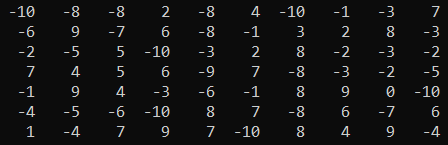 -10 -8 -8 2 -8 4 -10 -1 -3 7
-6 9 -7 6 -8 -1 3 2 8 -3
-2 -5 5 -10 -3 2 8 -2 -3 -2
7 4 5 6 -9 7 -8 -3 -2 -5
-1 9 4 -3 -6 -1 8 9 0 -10
-4 -5 -6 -10 8 7 -8 6 -7 6
1 -4 7 9 7 -10 8 4 9 -4